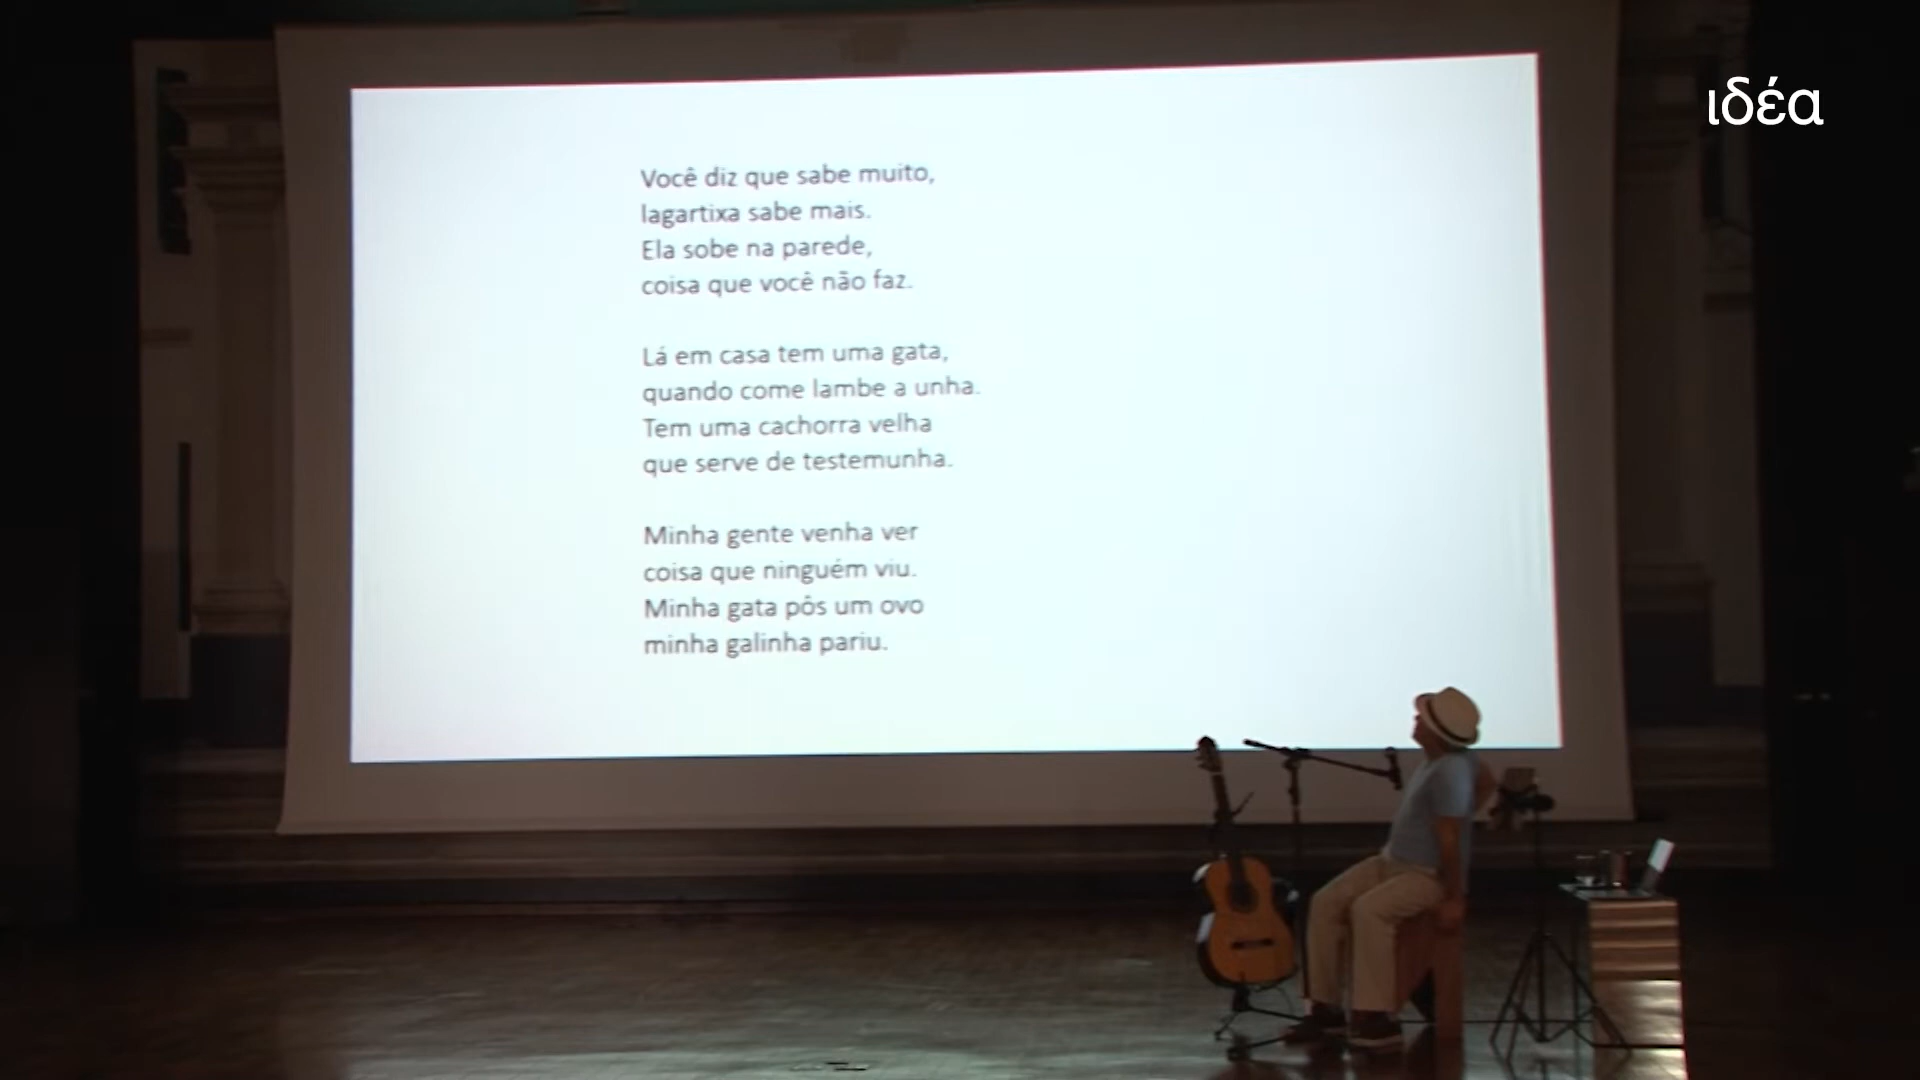 ιδέα
Você diz que sabe muito,
lagartixa sabe mais.
Ela sobe na parede,
coisa que você não faz.
Lá em casa tem uma gata,
quando come lambe a unha.
Tem uma cachorra velha
que serve de testemunha.
Minha gente venha ver
coisa que ninguém viu.
Minha gata pôs um ovo
minha galinha pariu.